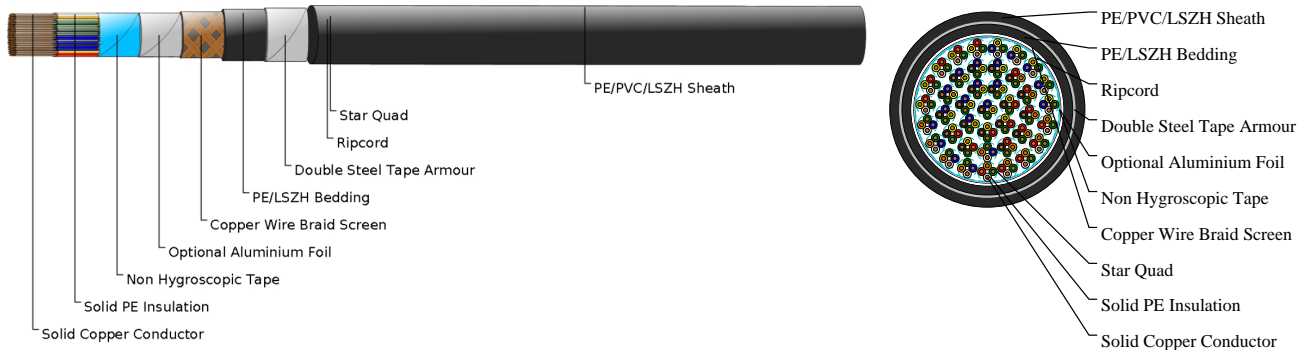 PE/PVC/LSZH Sheath
Star Quad
Ripcord
Double Steel Tape Armour
PE/LSZH Bedding
Copper Wire Braid Screen
Optional Aluminium Foil
Non Hygroscopic Tape
Solid PE Insulation
Solid Copper Conductor
PE/PVC/LSZH Sheath
PE/LSZH Bedding
Ripcord
Double Steel Tape Armour
Optional Aluminium Foil
Non Hygroscopic Tape
Copper Wire Braid Screen
Star Quad
Solid PE Insulation
Solid Copper Conductor